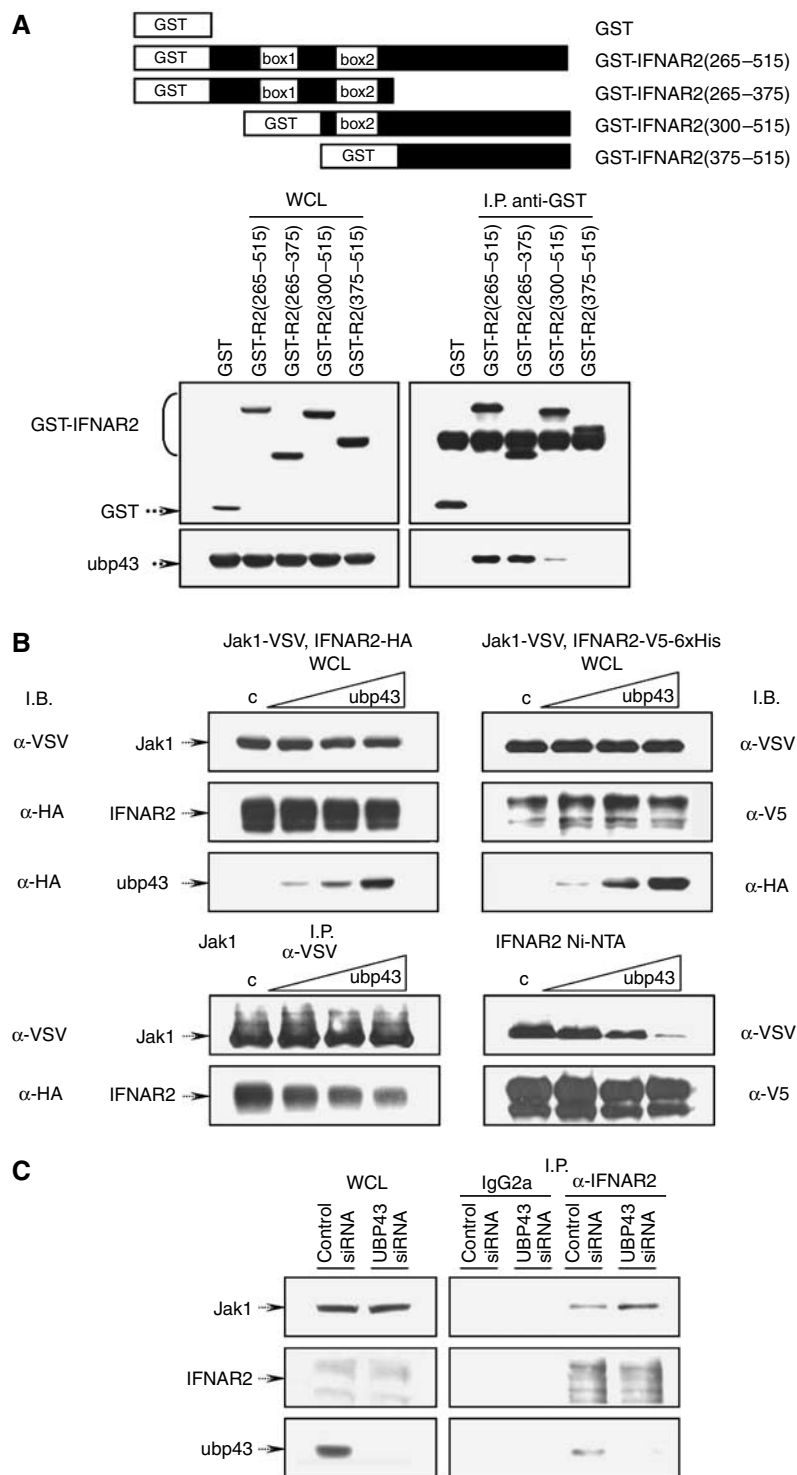 A
GST GST
GST box1 box2 GST-IFNAR2(265–515)
GST box1 box2 GST-IFNAR2(265–375)
GST box2 GST-IFNAR2(300–515)
GST GST-IFNAR2(375–515)
WCL I.P. anti-GST
GST GST-R2(265–515) GST-R2(265–375) GST-R2(300–515) GST-R2(375–515) GST GST-R2(265–515) GST-R2(265–375) GST-R2(300–515) GST-R2(375–515)
GST-IFNAR2
GST
ubp43
B
Jak1-VSV, IFNAR2-HA Jak1-VSV, IFNAR2-V5-6xHis
WCL WCL
I.B. c ubp43 c ubp43 I.B.
α-VSV Jak1 α-VSV
α-HA IFNAR2 α-V5
α-HA ubp43 α-HA
Jak1 I.P. IFNAR2 Ni-NTA
α-VSV
c ubp43 c ubp43
α-VSV Jak1 α-VSV
α-HA IFNAR2 α-V5
C
I.P.
WCL IgG2a α-IFNAR2
Control siRNA UBP43 siRNA Control siRNA UBP43 siRNA Control siRNA UBP43 siRNA
Jak1
IFNAR2
ubp43